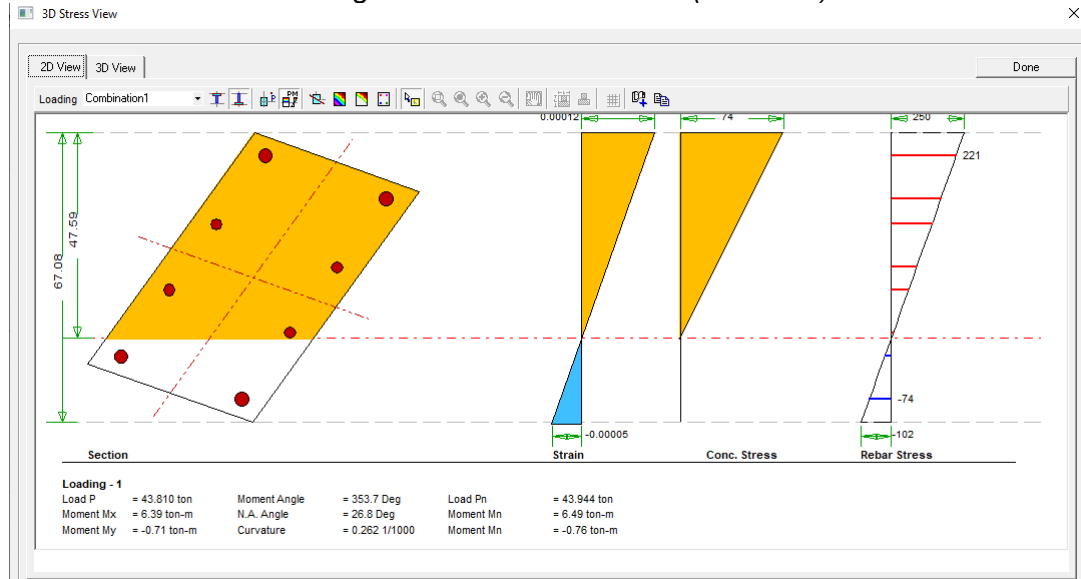 3D Stress View
2D View 3D View Done
Loading Combination1
0.00012 74 250
221
47.59
67.08
-74
-0.00005 -102
Section Strain Conc. Stress Rebar Stress
Loading - 1
Load P = 43.810 ton Moment Angle = 353.7 Deg Load Pn = 43.944 ton
Moment Mx = 6.39 ton-m N.A. Angle = 26.8 Deg Moment Mn = 6.49 ton-m
Moment My = -0.71 ton-m Curvature = 0.262 1/1000 Moment Mn = -0.76 ton-m